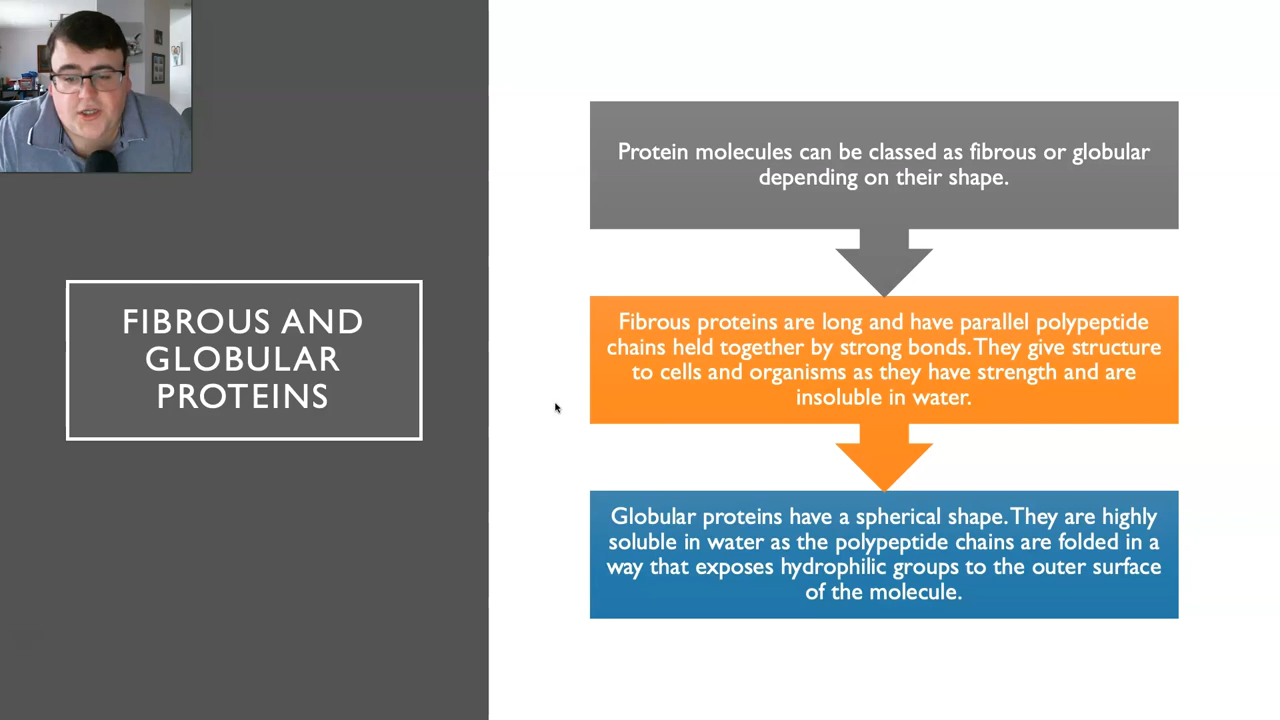 FIBROUS AND
GLOBULAR
PROTEINS
Protein molecules can be classed as fibrous or globular
depending on their shape.
Fibrous proteins are long and have parallel polypeptide
chains held together by strong bonds. They give structure
to cells and organisms as they have strength and are
insoluble in water.
Globular proteins have a spherical shape. They are highly
soluble in water as the polypeptide chains are folded in a
way that exposes hydrophilic groups to the outer surface
of the molecule.